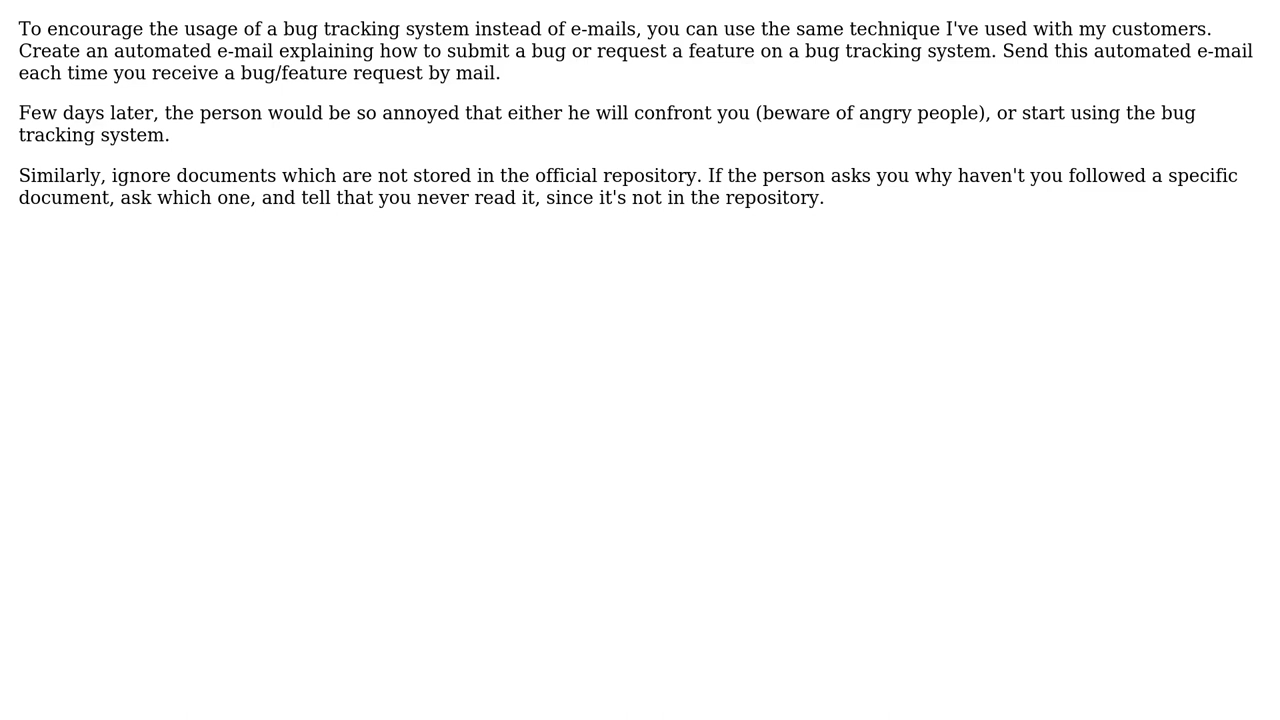 To encourage the usage of a bug tracking system instead of e-mails, you can use the same technique I've used with my customers.
Create an automated e-mail explaining how to submit a bug or request a feature on a bug tracking system. Send this automated e-mail
each time you receive a bug/feature request by mail.
Few days later, the person would be so annoyed that either he will confront you (beware of angry people), or start using the bug
tracking system.
Similarly, ignore documents which are not stored in the official repository. If the person asks you why haven't you followed a specific
document, ask which one, and tell that you never read it, since it's not in the repository.